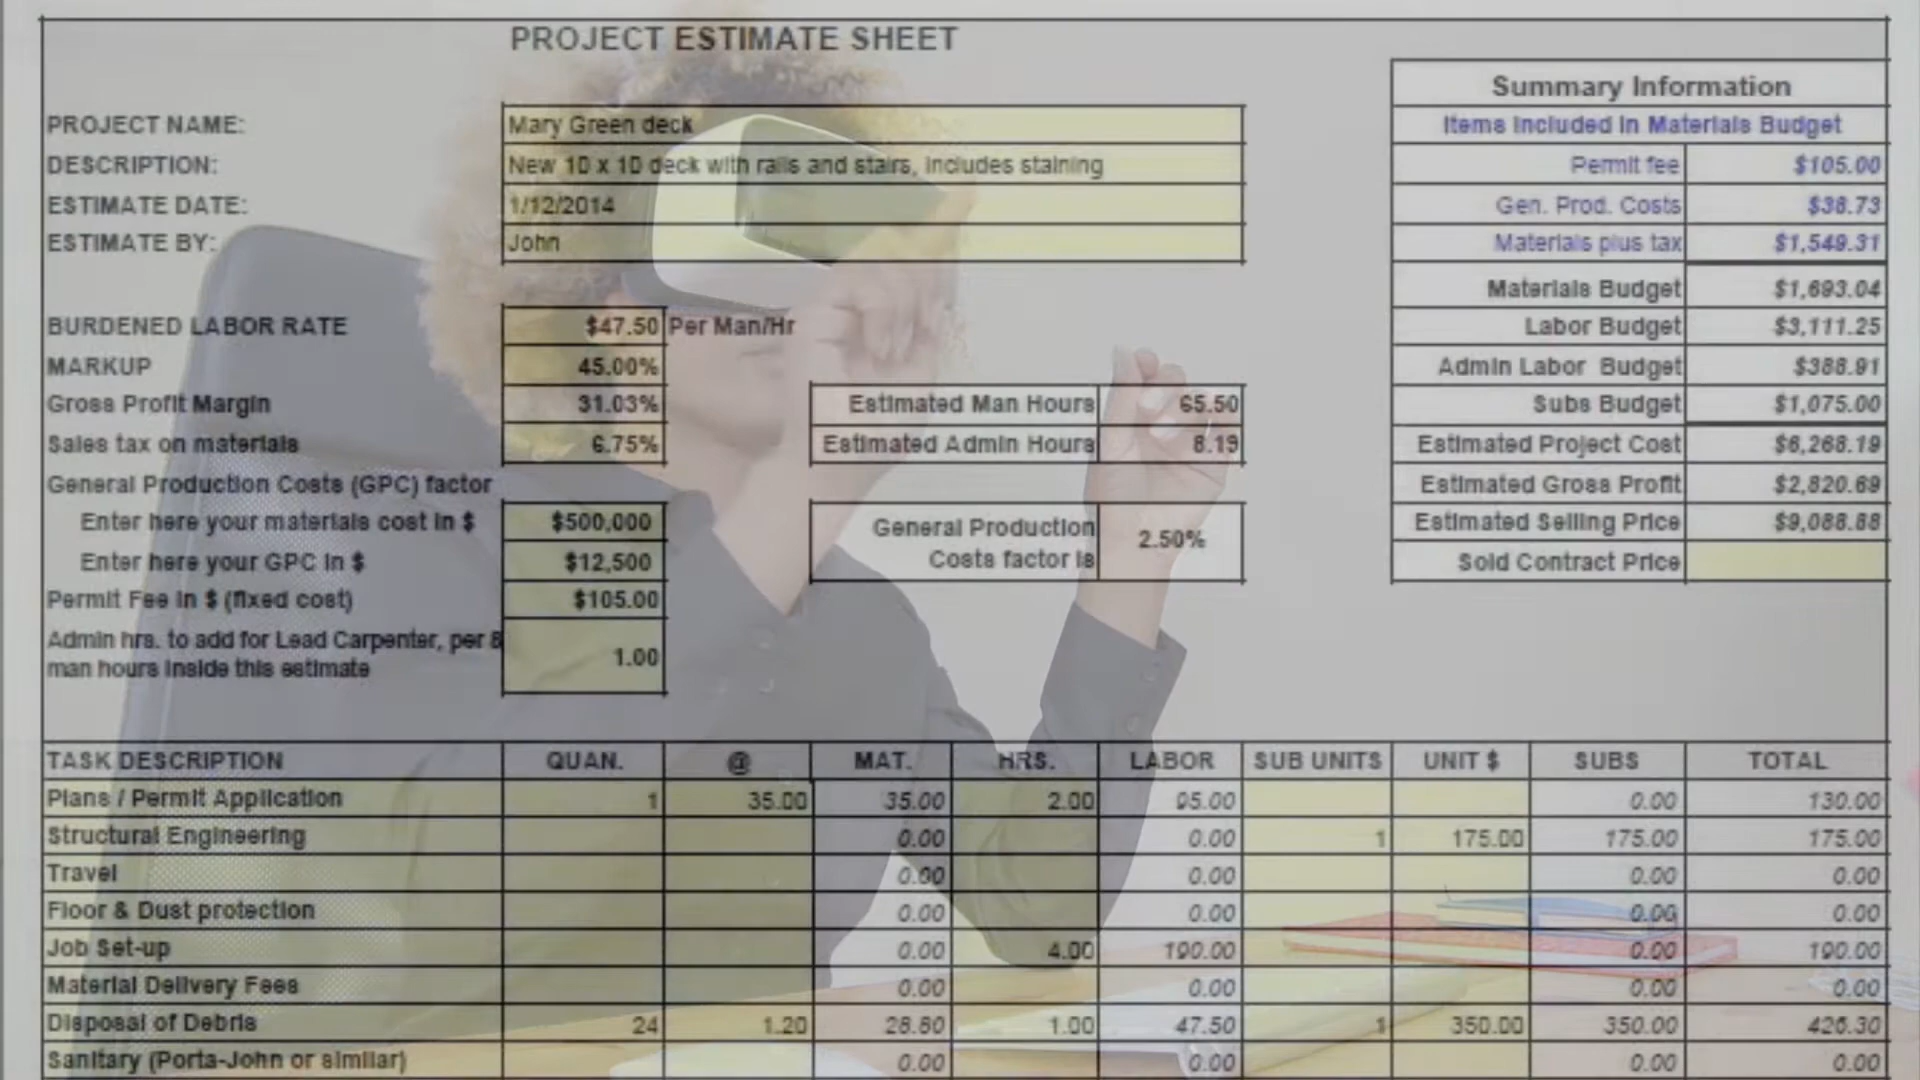 PROJECT ESTIMATE SHEET
Summary Information
PROJECT NAME: Mary Green deck
Items Included in Materials Budget
DESCRIPTION: New 10 x 10 deck with rails and stairs, includes staining
Permit fee $105.00
ESTIMATE DATE: 1/12/2014
Gen. Prod. Costs $38.73
ESTIMATE BY: John
Materials plus tax $1,549.31
Materials Budget $1,693.04
BURDENED LABOR RATE $47.50 Per Man/Hr
Labor Budget $3,111.25
MARKUP 45.00%
Admin Labor Budget $388.91
Gross Profit Margin 31.03% Estimated Man Hours 65.50
Subs Budget $1,075.00
Sales tax on materials 6.75% Estimated Admin Hours 8.19
Estimated Project Cost $6,268.19
General Production Costs (GPC) factor
Estimated Gross Profit $2,820.69
Enter here your materials cost in $ $500,000
General Production Costs factor is 2.50%
Estimated Selling Price $9,088.88
Enter here your GPC in $ $12,500
Sold Contract Price
Permit Fee in $ (fixed cost) $105.00
Admin hrs. to add for Lead Carpenter, per 8
man hours inside this estimate 1.00
TASK DESCRIPTION QUAN. @ MAT. HRS. LABOR SUB UNITS UNIT $ SUBS TOTAL
Plans / Permit Application 1 35.00 35.00 2.00 95.00 0.00 130.00
Structural Engineering 0.00 0.00 1 175.00 175.00 175.00
Travel 0.00 0.00 0.00 0.00
Floor & Dust protection 0.00 0.00 0.00 0.00
Job Set-up 0.00 4.00 190.00 0.00 190.00
Material Delivery Fees 0.00 0.00 0.00 0.00
Disposal of Debris 24 1.20 28.80 1.00 47.50 1 350.00 350.00 426.30
Sanitary (Porta-John or similar) 0.00 0.00 0.00 0.00